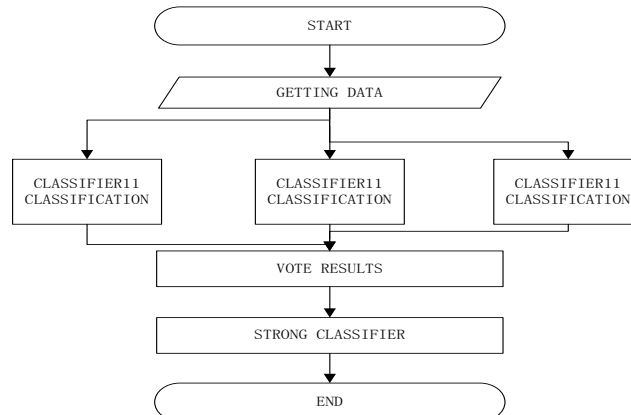 START
GETTING DATA
CLASSIFIER11
CLASSIFICATION
CLASSIFIER11
CLASSIFICATION
CLASSIFIER11
CLASSIFICATION
VOTE RESULTS
STRONG CLASSIFIER
END